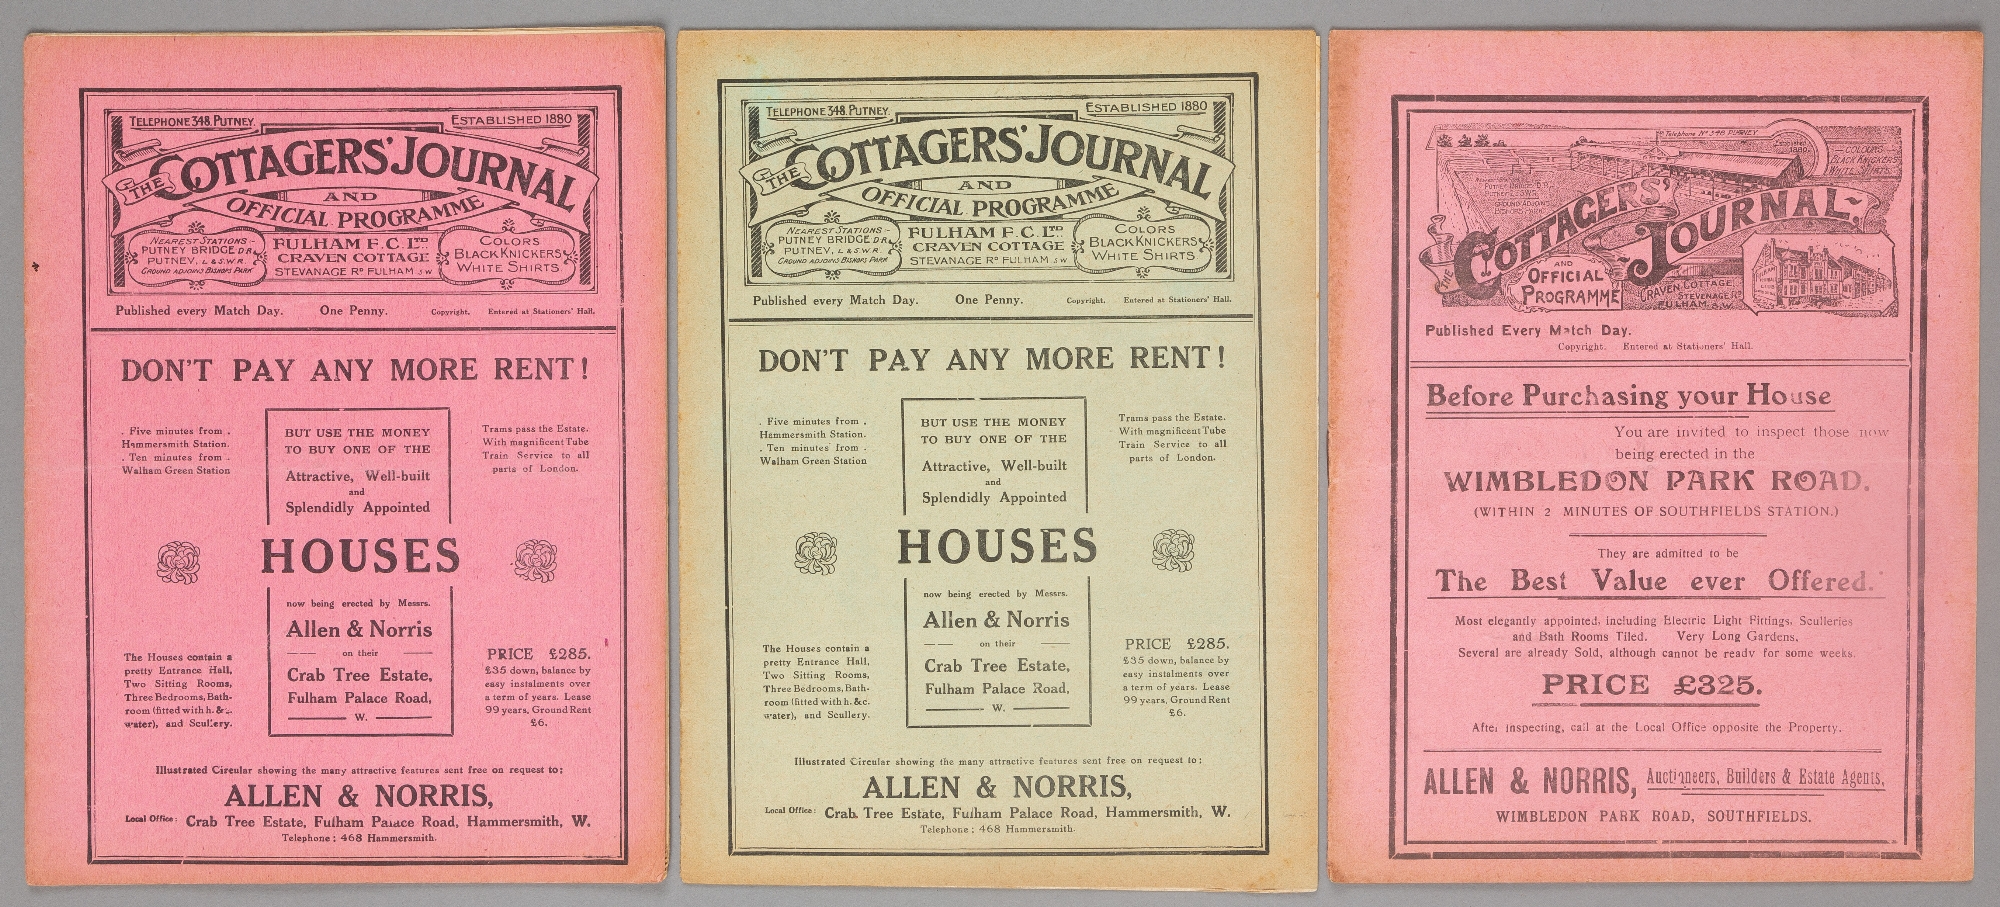 TELEPHONE 348. PUTNEY.
ESTABLISHED 1880
THE COTTAGERS' JOURNAL
AND
OFFICIAL PROGRAMME
NEAREST STATIONS:-
PUTNEY BRIDGE D.R.
PUTNEY, L & S.W.R.
GROUND ADJOINS BISHOPS PARK
FULHAM F.C. LTD
CRAVEN COTTAGE
STEVANAGE RD FULHAM S W
COLORS
BLACK KNICKERS
WHITE SHIRTS
Published every Match Day. One Penny. Copyright. Entered at Stationers' Hall.
DON'T PAY ANY MORE RENT!
. Five minutes from .
Hammersmith Station.
. Ten minutes from .
Walham Green Station
BUT USE THE MONEY
TO BUY ONE OF THE
Attractive, Well-built
and
Splendidly Appointed
Trams pass the Estate.
With magnificent Tube
Train Service to all
parts of London.
HOUSES
now being erected by Messrs.
Allen & Norris
on their
Crab Tree Estate,
Fulham Palace Road,
W.
The Houses contain a
pretty Entrance Hall,
Two Sitting Rooms,
Three Bedrooms, Bath-
room (fitted with h. & c.
water), and Scullery.
PRICE £285.
£35 down, balance by
easy instalments over
a term of years. Lease
99 years, Ground Rent
£6.
Illustrated Circular showing the many attractive features sent free on request to;
ALLEN & NORRIS,
Local Office: Crab Tree Estate, Fulham Palace Road, Hammersmith, W.
Telephone: 468 Hammersmith.
TELEPHONE 348. PUTNEY.
ESTABLISHED 1880
THE COTTAGERS' JOURNAL
AND
OFFICIAL PROGRAMME
NEAREST STATIONS:-
PUTNEY BRIDGE D.R.
PUTNEY, L & S.W.R.
GROUND ADJOINS BISHOPS PARK
FULHAM F.C. LTD
CRAVEN COTTAGE
STEVANAGE RD FULHAM S W
COLORS
BLACK KNICKERS
WHITE SHIRTS
Published every Match Day. One Penny. Copyright. Entered at Stationers' Hall.
DON'T PAY ANY MORE RENT!
. Five minutes from .
Hammersmith Station.
. Ten minutes from .
Walham Green Station
BUT USE THE MONEY
TO BUY ONE OF THE
Attractive, Well-built
and
Splendidly Appointed
Trams pass the Estate.
With magnificent Tube
Train Service to all
parts of London.
HOUSES
now being erected by Messrs.
Allen & Norris
on their
Crab Tree Estate,
Fulham Palace Road,
W.
The Houses contain a
pretty Entrance Hall,
Two Sitting Rooms,
Three Bedrooms, Bath-
room (fitted with h. & c.
water), and Scullery.
PRICE £285.
£35 down, balance by
easy instalments over
a term of years. Lease
99 years, Ground Rent
£6.
Illustrated Circular showing the many attractive features sent free on request to;
ALLEN & NORRIS,
Local Office: Crab Tree Estate, Fulham Palace Road, Hammersmith, W.
Telephone: 468 Hammersmith.
Telephone No 348 PUTNEY
Established
1880
COLOURS
BLACK KNICKERS
WHITE SHIRTS
THE COTTAGERS' JOURNAL
AND
OFFICIAL
PROGRAMME
CRAVEN COTTAGE
STEVENAGE RD
FULHAM. S.W.
Published Every Match Day.
Copyright. Entered at Stationers' Hall.
Before Purchasing your House
You are invited to inspect those now
being erected in the
WIMBLEDON PARK ROAD.
(WITHIN 2 MINUTES OF SOUTHFIELDS STATION.)
They are admitted to be
The Best Value ever Offered.
Most elegantly appointed, including Electric Light Fittings, Sculleries
and Bath Rooms Tiled. Very Long Gardens.
Several are already Sold, although cannot be ready for some weeks.
PRICE £325.
After inspecting, call at the Local Office opposite the Property.
ALLEN & NORRIS, Auctioneers, Builders & Estate Agents,
WIMBLEDON PARK ROAD, SOUTHFIELDS.